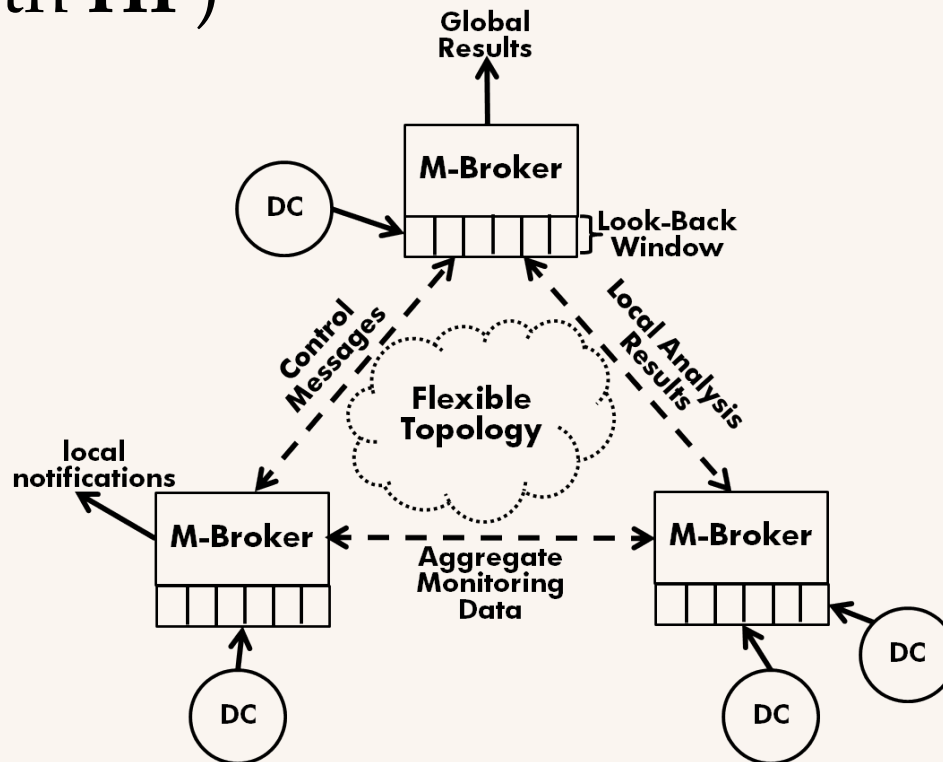 Global
Results
M-Broker
DC
Look-Back
Window
Control
Messages
Local Analysis
Results
Flexible
Topology
local
notifications
M-Broker
M-Broker
Aggregate
Monitoring
Data
DC
DC
DC